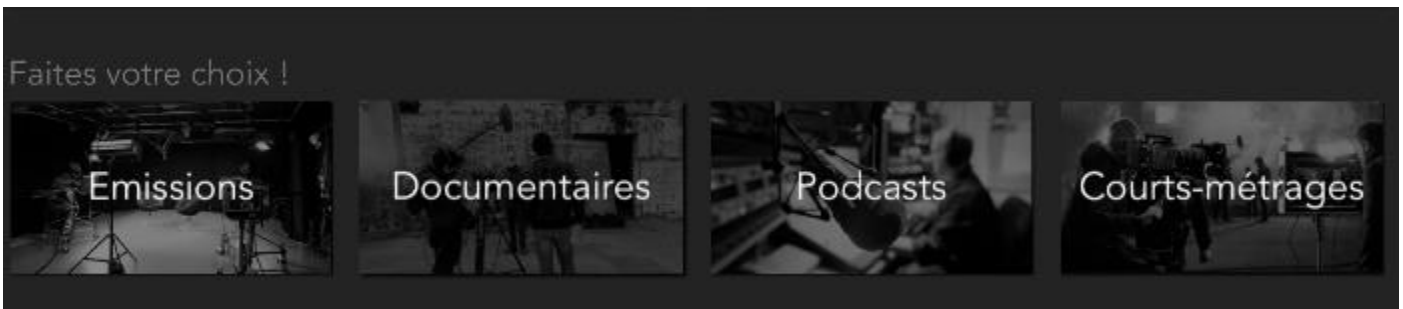 Faites votre choix !
Emissions
Documentaires
Podcasts
Courts-métrages